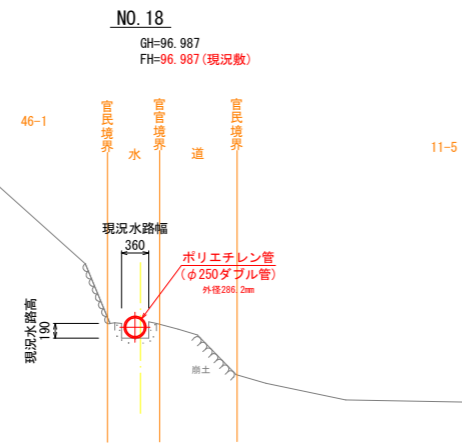 NO.18
GH=96.987
FH=96.987(現況敷)
46-1
官民境界
官官境界
官民境界
水
道
11-5
現況水路幅
360
ポリエチレン管
(φ250ダブル管)
外径286.2mm
現況水路高
190
崩土